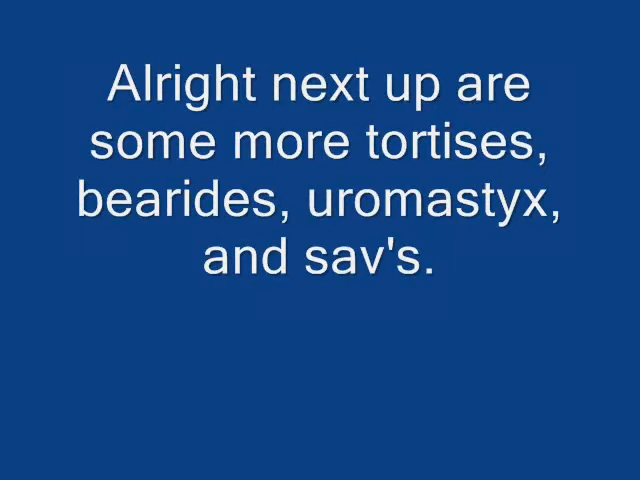 Alright next up are
some more tortises,
bearides, uromastyx,
and sav's.